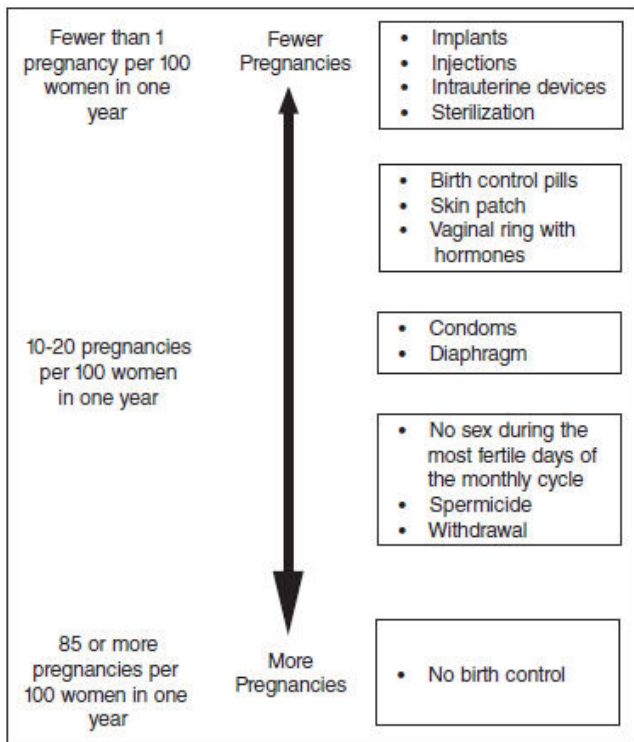 Fewer than 1
pregnancy per 100
women in one
year
Fewer
Pregnancies
• Implants
• Injections
• Intrauterine devices
• Sterilization
• Birth control pills
• Skin patch
• Vaginal ring with
hormones
10-20 pregnancies
per 100 women
in one year
• Condoms
• Diaphragm
• No sex during the
most fertile days of
the monthly cycle
• Spermicide
• Withdrawal
85 or more
pregnancies per
100 women in one
year
More
Pregnancies
• No birth control